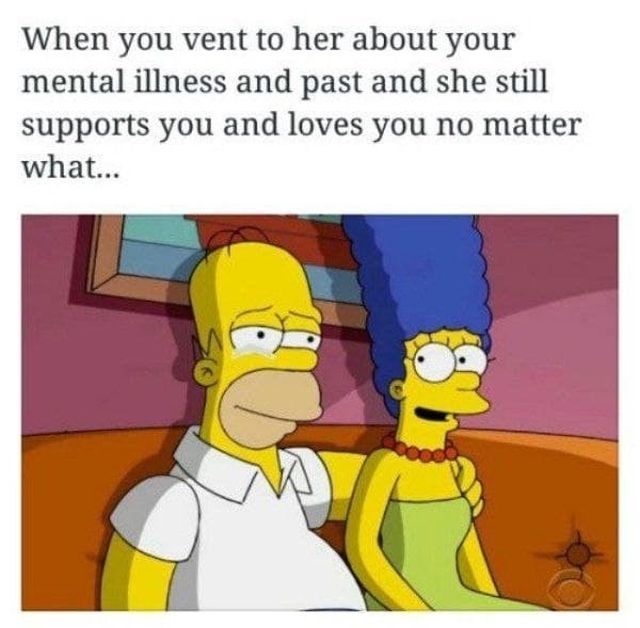 When you vent to her about your
mental illness and past and she still
supports you and loves you no matter
what...